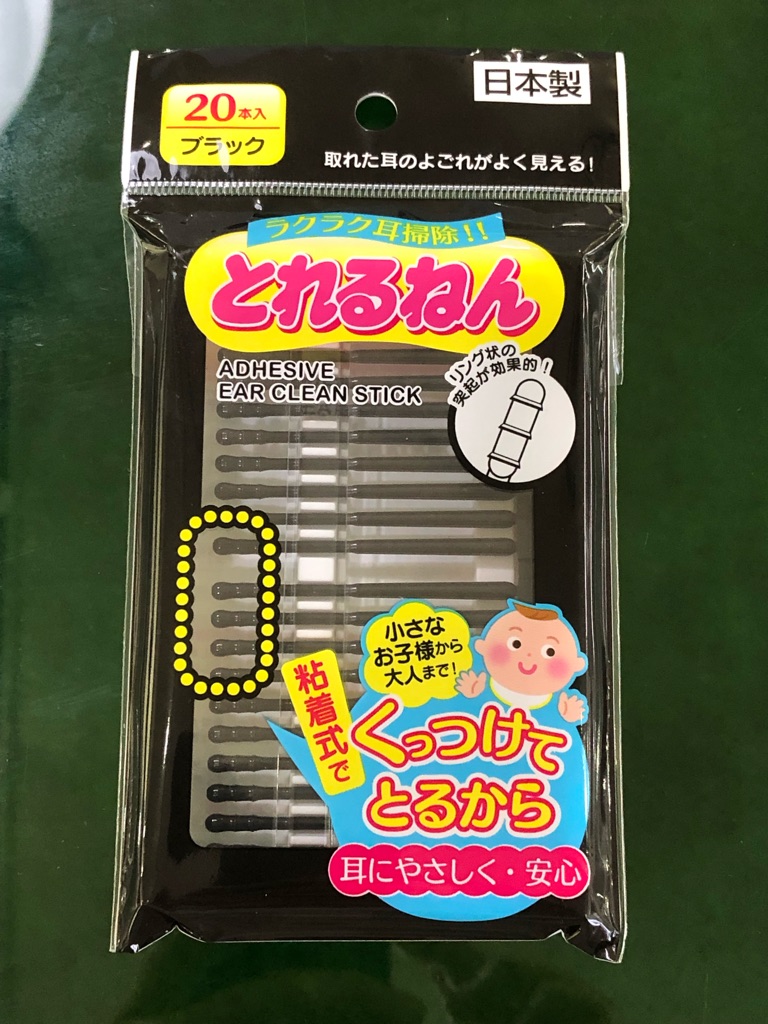 日本製
20本入
ブラック
取れた耳のよごれがよく見える!
ラクラク耳掃除!!
とれるねん
ADHESIVE
EAR CLEAN STICK
リング状の
突起が効果的!
小さな
お子様から
大人まで!
粘着式で
くっつけて
とるから
耳にやさしく・安心